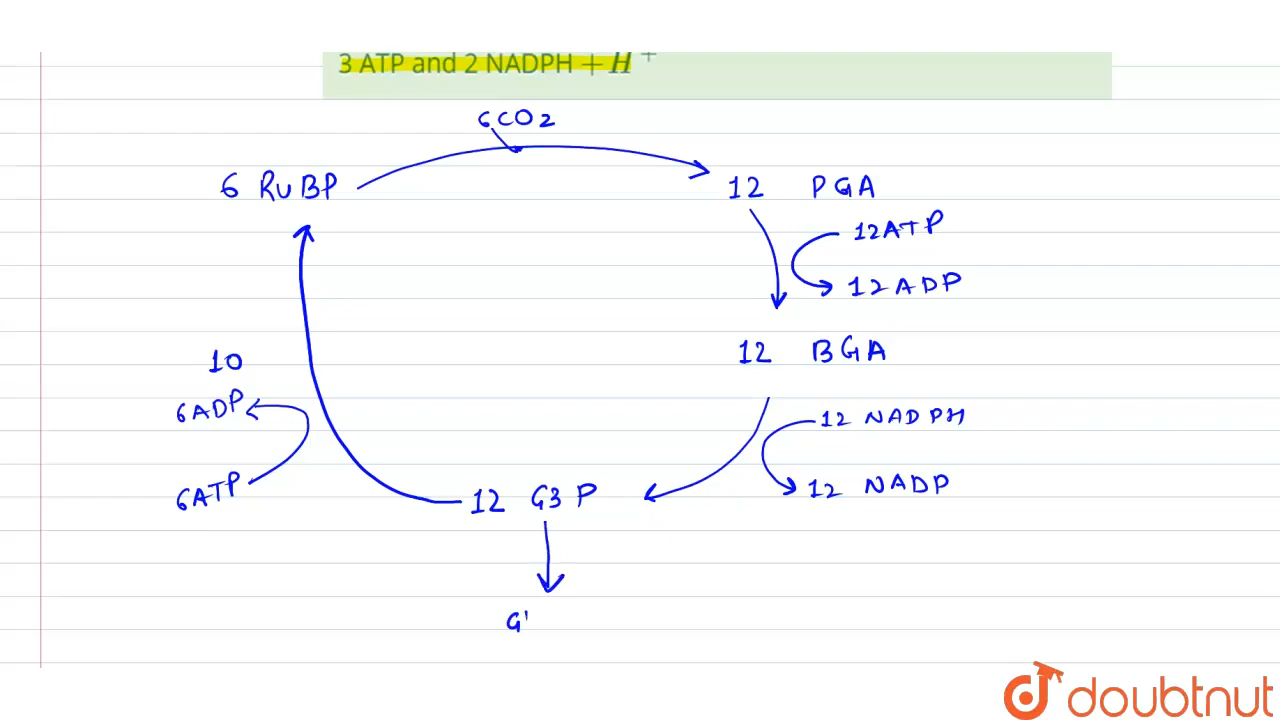 3 ATP and 2 NADPH +H +
6CO2
6 RuBP
12 PGA
12ATP
12ADP
12 BGA
10
6ADP
12 NADPH
6ATP
12 G3P
12 NADP
G'
doubtnut